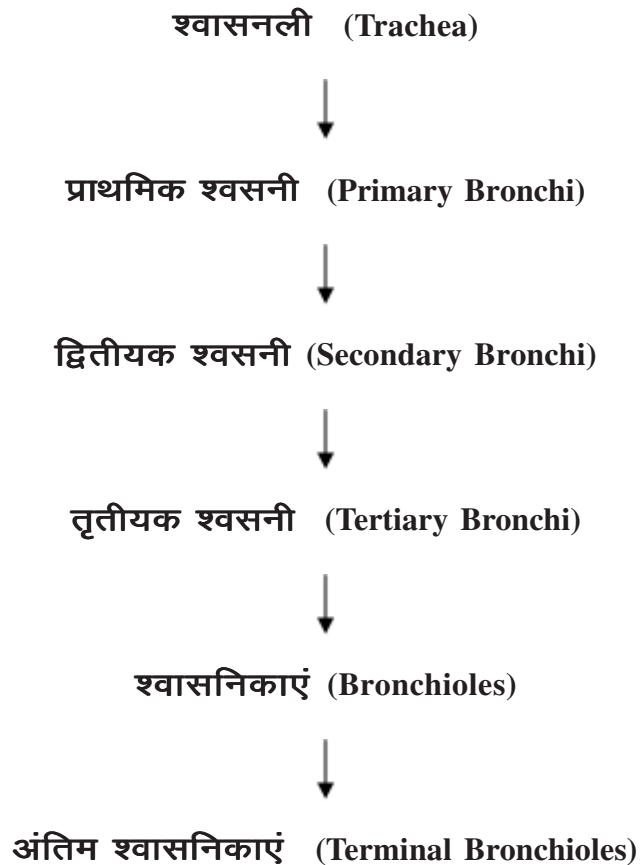 श्वासनली (Trachea)
प्राथमिक श्वसनी (Primary Bronchi)
द्वितीयक श्वसनी (Secondary Bronchi)
तृतीयक श्वसनी (Tertiary Bronchi)
श्वासनिकाएं (Bronchioles)
अंतिम श्वासनिकाएं (Terminal Bronchioles)